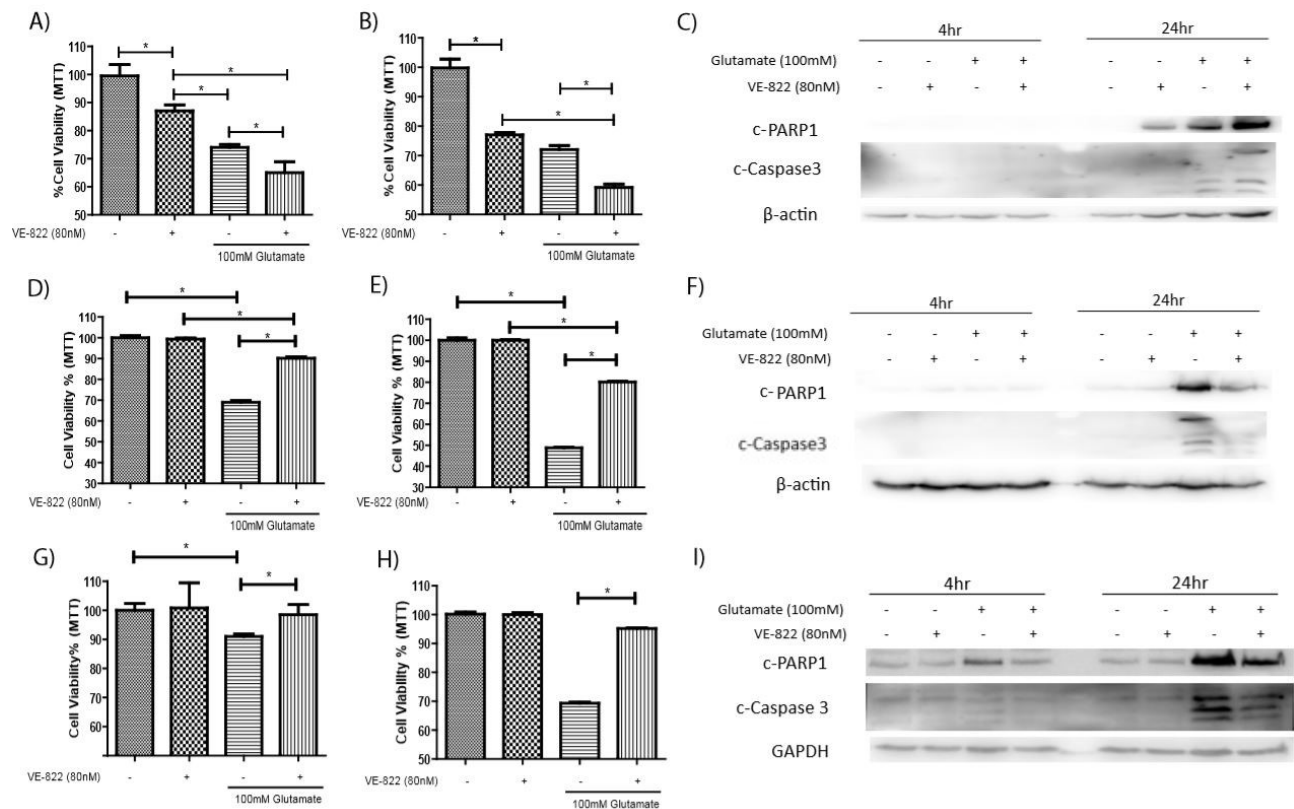 A)
%Cell Viability (MTT)
110
100
90
80
70
60
50
VE-822 (80nM)
- + - +
100mM Glutamate
* * * *
B)
% Cell Viability (MTT)
110
100
90
80
70
60
50
VE-822 (80nM)
- + - +
100mM Glutamate
* * *
C)
4hr 24hr
Glutamate (100mM) - - + + - - + +
VE-822 (80nM) - + - + - + - +
c-PARP1
c-Caspase3
β-actin
D)
Cell Viability % (MTT)
110
100
90
80
70
60
50
40
30
VE-822 (80nM)
- + - +
100mM Glutamate
* * *
E)
Cell Viability % (MTT)
110
100
90
80
70
60
50
40
30
VE-822 (80nM)
- + - +
100mM Glutamate
* * *
F)
4hr 24hr
Glutamate (100mM) - - + + - - + +
VE-822 (80nM) - + - + - + - +
c-PARP1
c-Caspase3
β-actin
G)
Cell Viability% (MTT)
110
100
90
80
70
60
VE-822 (80nM)
- + - +
100mM Glutamate
* *
H)
Cell Viability % (MTT)
110
100
90
80
70
60
50
VE-822 (80nM)
- + - +
100mM Glutamate
*
I)
4hr 24hr
Glutamate (100mM) - - + + - - + +
VE-822 (80nM) - + - + - + - +
c-PARP1
c-Caspase 3
GAPDH